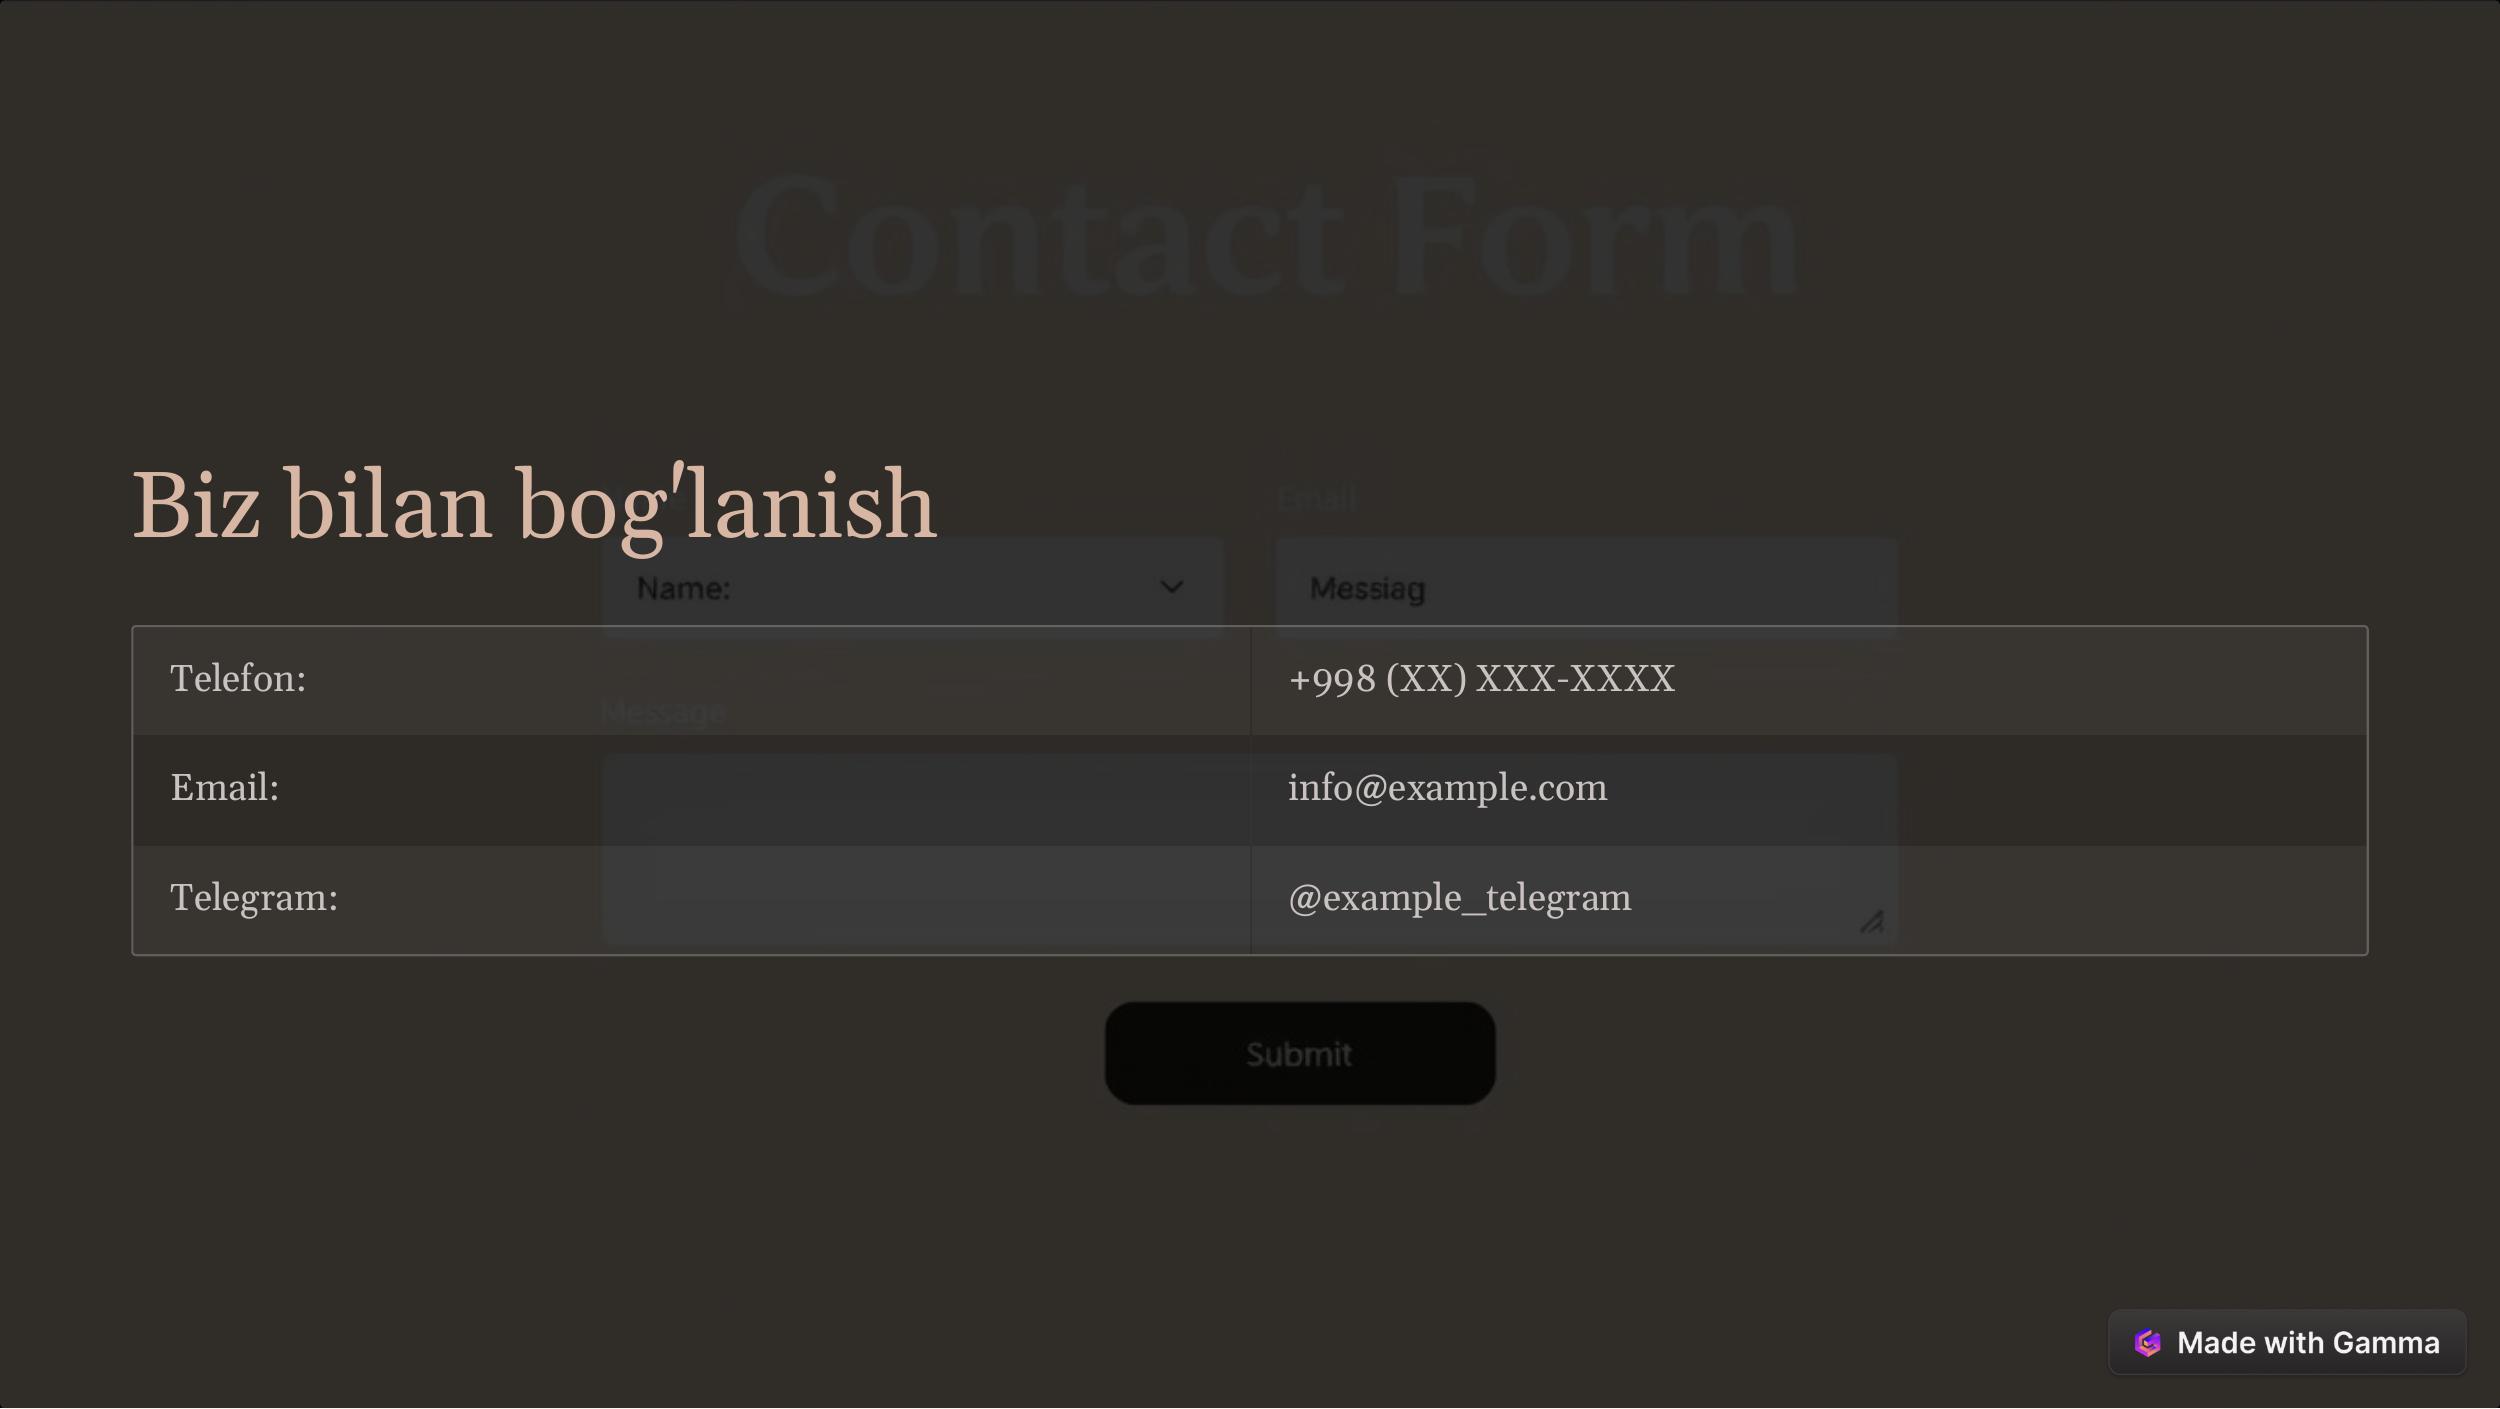 Contact Form
Biz bilan bog'lanish
Email
Name:
Messiag
Telefon:
+998 (XX) XXX-XXXX
Message
Email:
info@example.com
Telegram:
@example_telegram
Submit
Made with Gamma